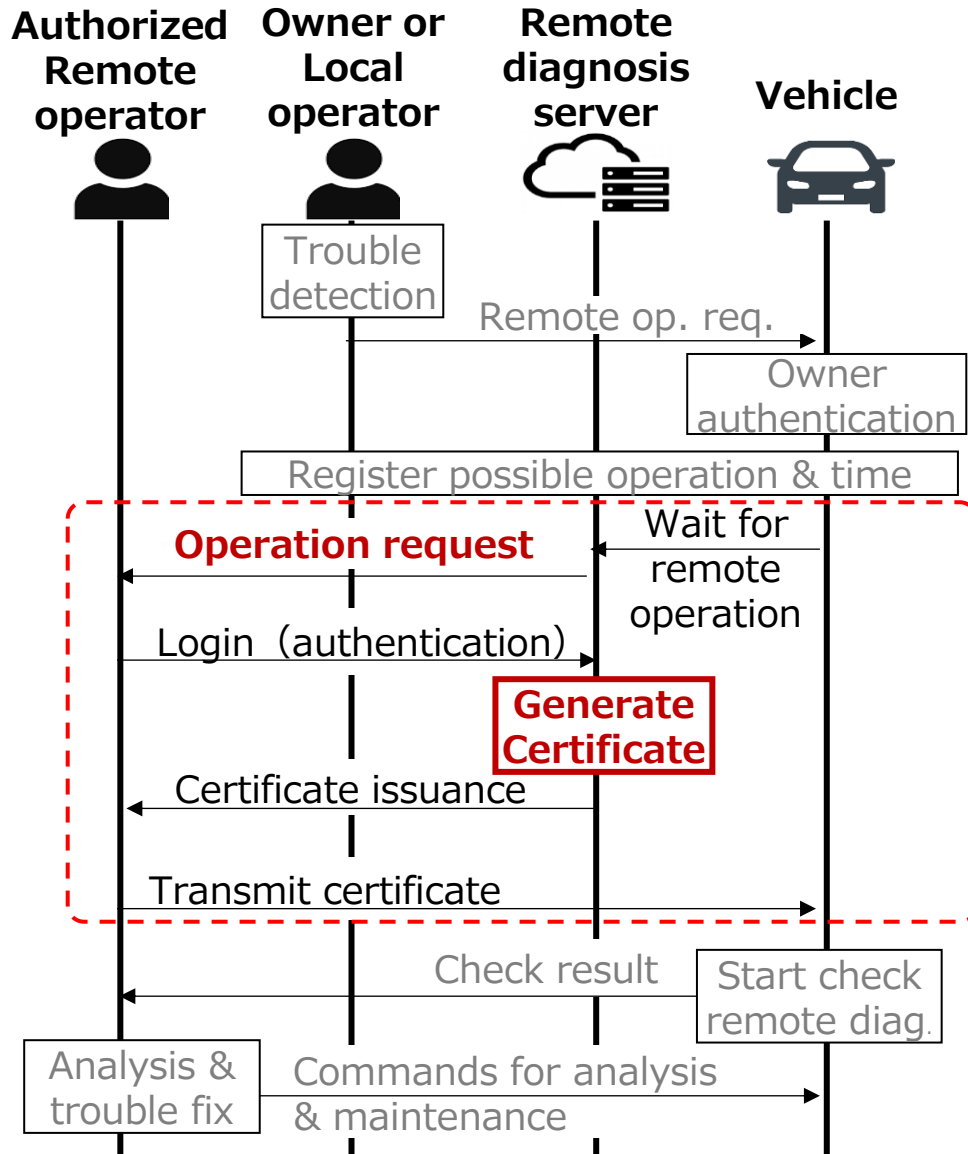 Authorized
Remote
operator
Owner or
Local
operator
Remote
diagnosis
server
Vehicle
Trouble
detection
Remote op. req.
Owner
authentication
Register possible operation & time
Operation request
Wait for
remote
operation
Login（authentication）
Generate
Certificate
Certificate issuance
Transmit certificate
Check result
Start check
remote diag.
Analysis &
trouble fix
Commands for analysis
& maintenance